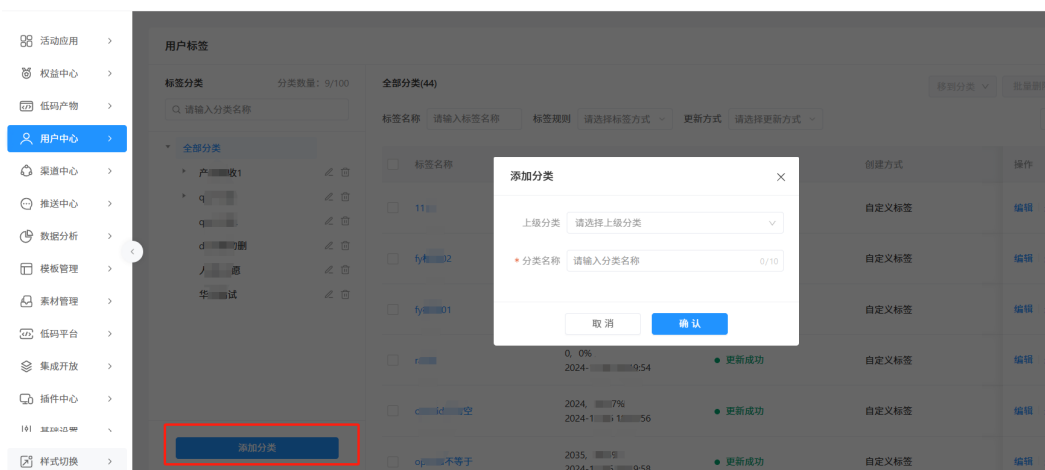 活动应用
权益中心
低码产物
用户中心
渠道中心
推送中心
数据分析
模板管理
素材管理
低码平台
集成开放
插件中心
样式切换
用户标签
标签分类 分类数量：9/100
请输入分类名称
全部分类
产 收1
q
q
d 的删
人 愿
华 试
添加分类
全部分类(44)
移到分类 批量删
标签名称 请输入标签名称 标签规则 请选择标签方式 更新方式 请选择更新方式
标签名称 创建方式 操作
11 自定义标签 编辑
fy 02 自定义标签 编辑
fy 01 自定义标签 编辑
0, 0%
2024- 9:54
更新成功 自定义标签 编辑
空 2024, 7%
2024-1 56
更新成功 自定义标签 编辑
op 不等于 2035,
2024-1 9:58
更新成功 自定义标签 编辑
添加分类
上级分类 请选择上级分类
* 分类名称 请输入分类名称 0/10
取 消 确 认